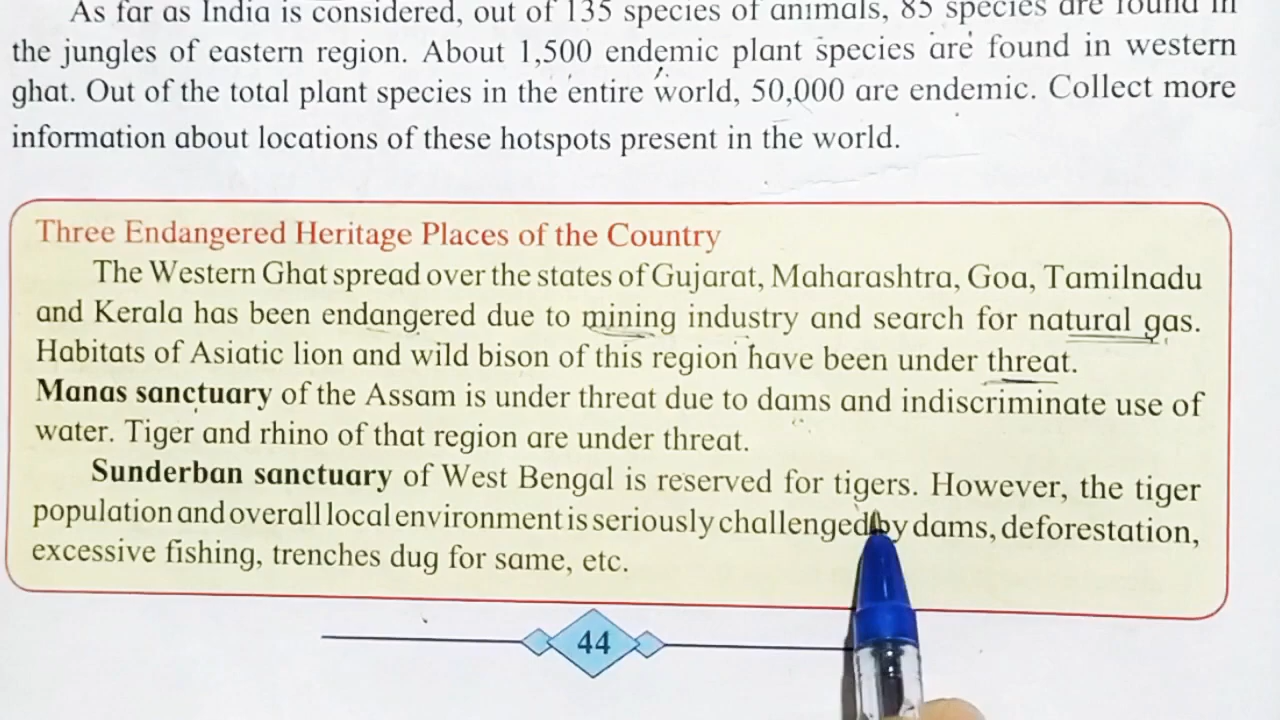 As far as India is considered, out of 135 species of animals, 85 species are found in
the jungles of eastern region. About 1,500 endemic plant species are found in western
ghat. Out of the total plant species in the entire world, 50,000 are endemic. Collect more
information about locations of these hotspots present in the world.
Three Endangered Heritage Places of the Country
The Western Ghat spread over the states of Gujarat, Maharashtra, Goa, Tamilnadu
and Kerala has been endangered due to mining industry and search for natural gas.
Habitats of Asiatic lion and wild bison of this region have been under threat.
Manas sanctuary of the Assam is under threat due to dams and indiscriminate use of
water. Tiger and rhino of that region are under threat.
Sunderban sanctuary of West Bengal is reserved for tigers. However, the tiger
population and overall local environment is seriously challenged by dams, deforestation,
excessive fishing, trenches dug for same, etc.
44